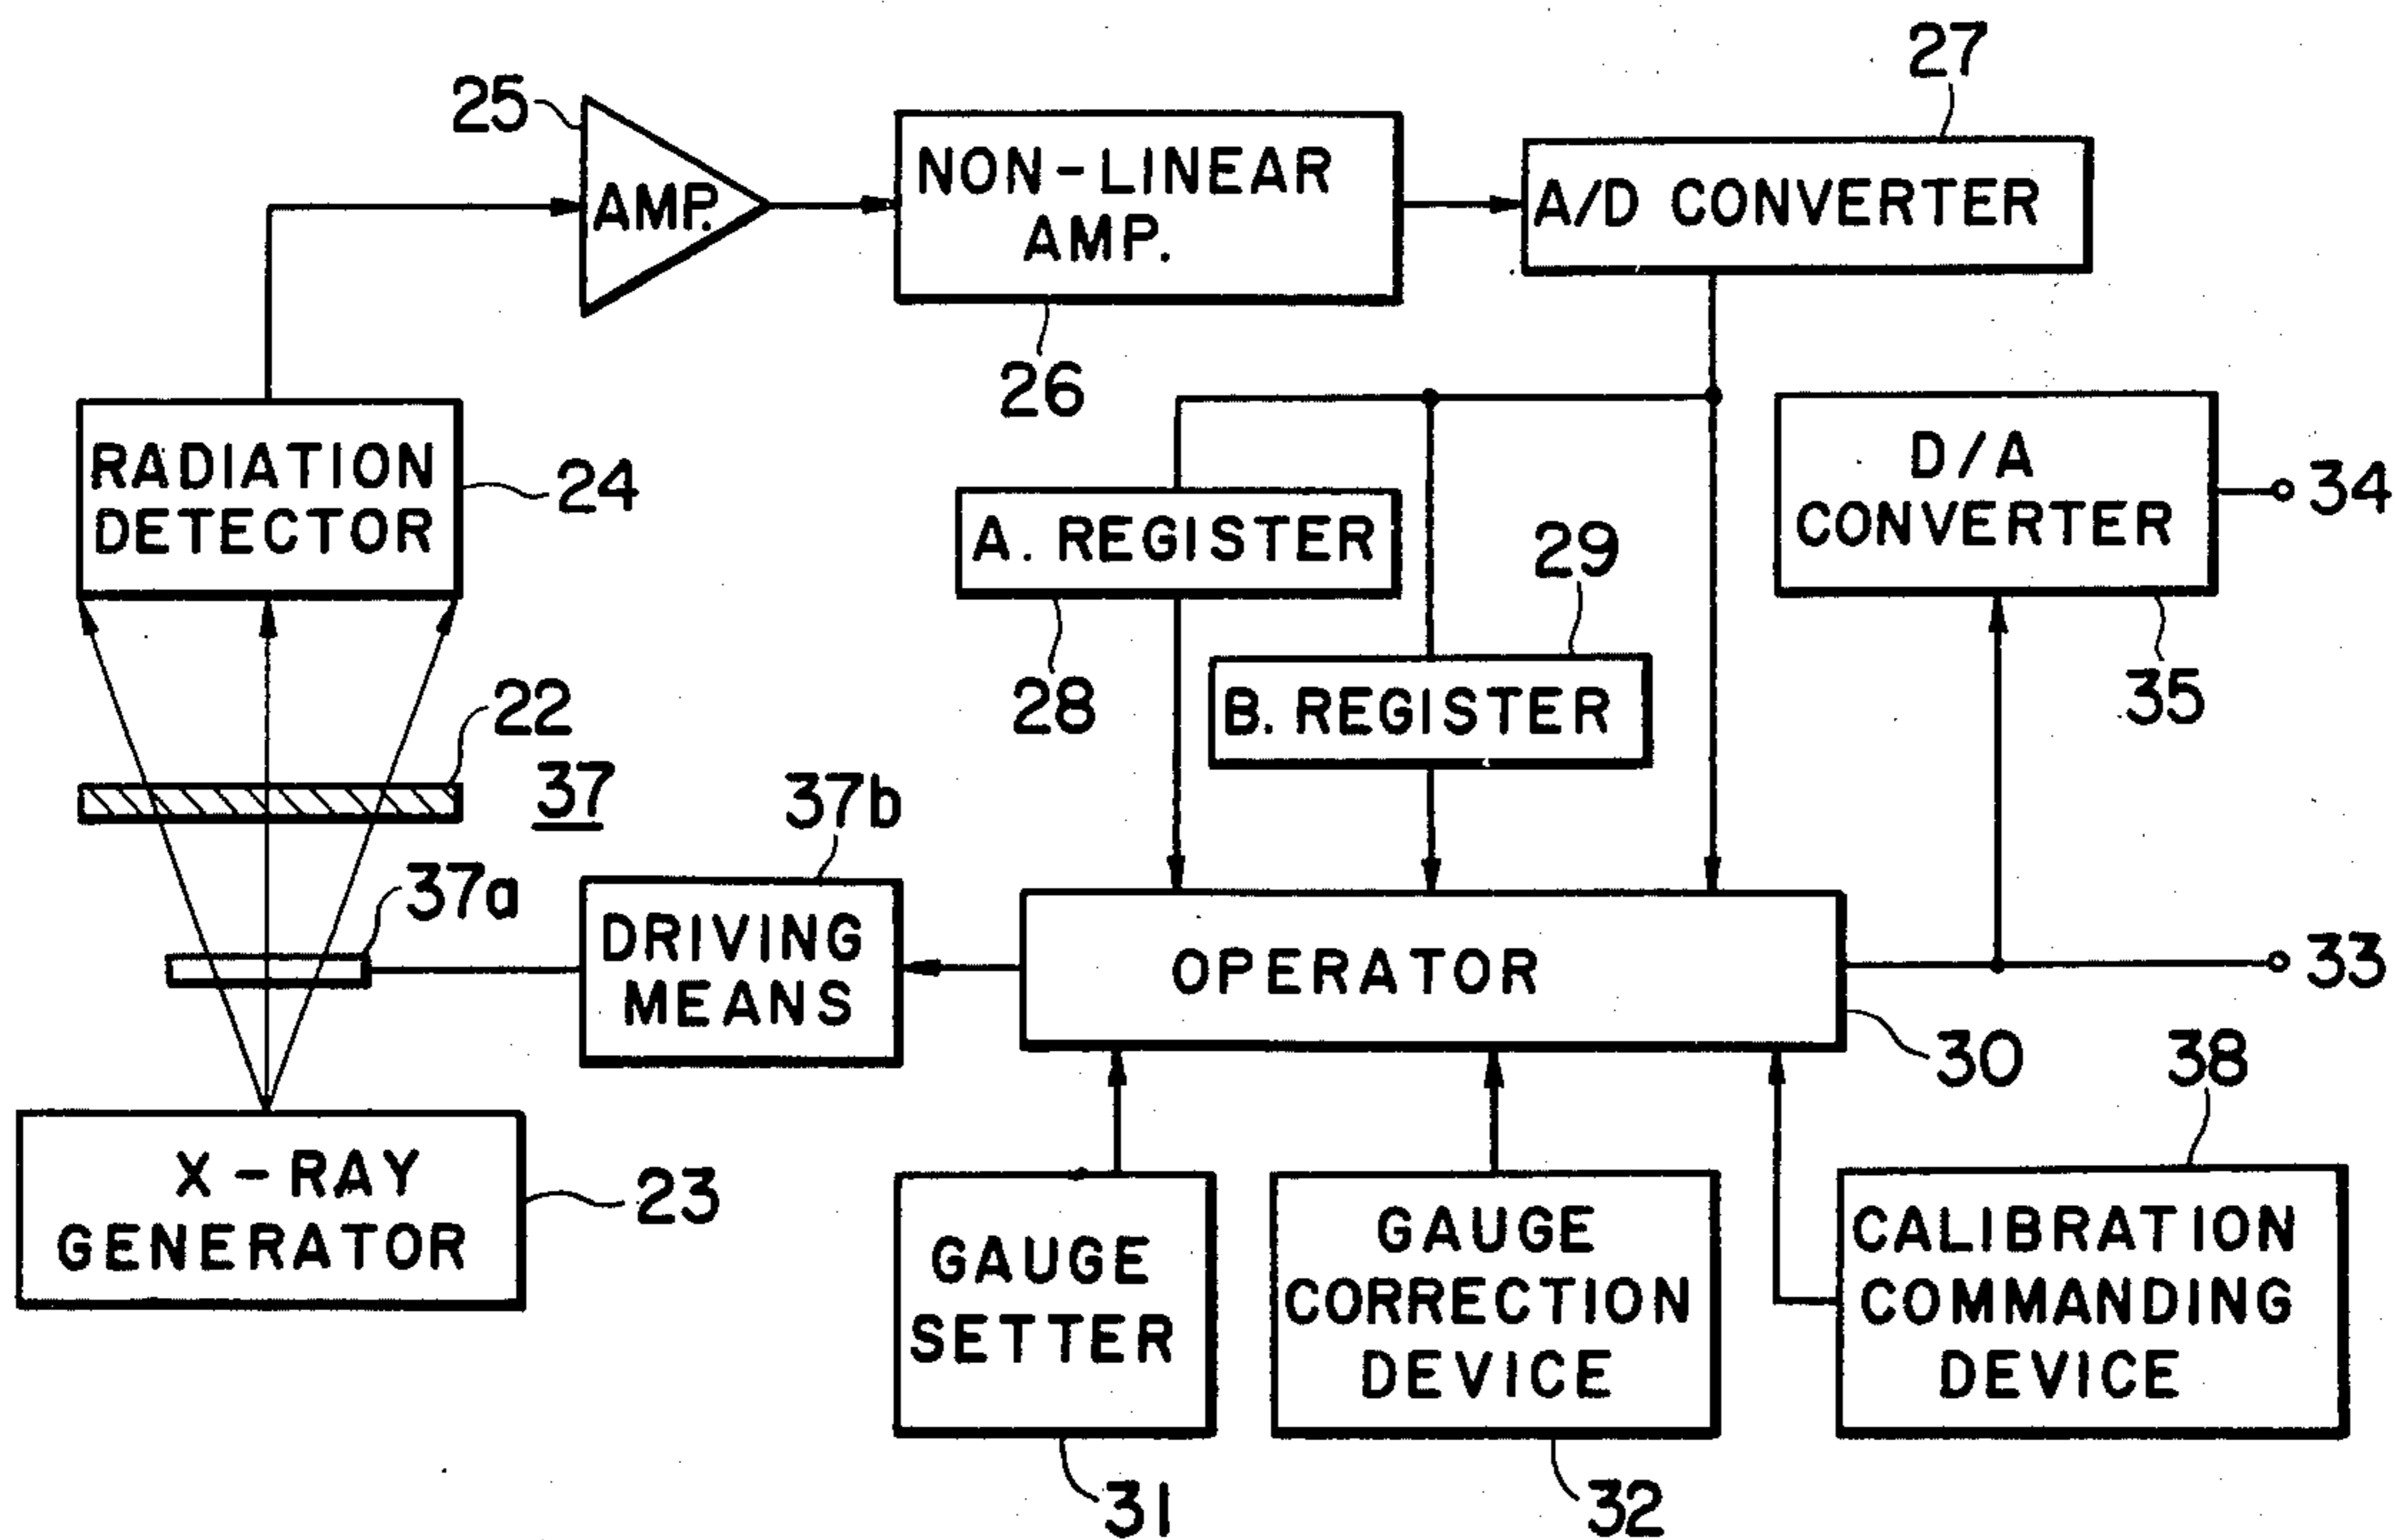 27
25
AMP.
NON-LINEAR
AMP.
A/D CONVERTER
26
RADIATION
DETECTOR
24
D/A
CONVERTER
34
A. REGISTER
29
28
B. REGISTER
35
22
37
37b
37a
DRIVING
MEANS
OPERATOR
33
30
38
X-RAY
GENERATOR
23
GAUGE
SETTER
GAUGE
CORRECTION
DEVICE
CALIBRATION
COMMANDING
DEVICE
31
32